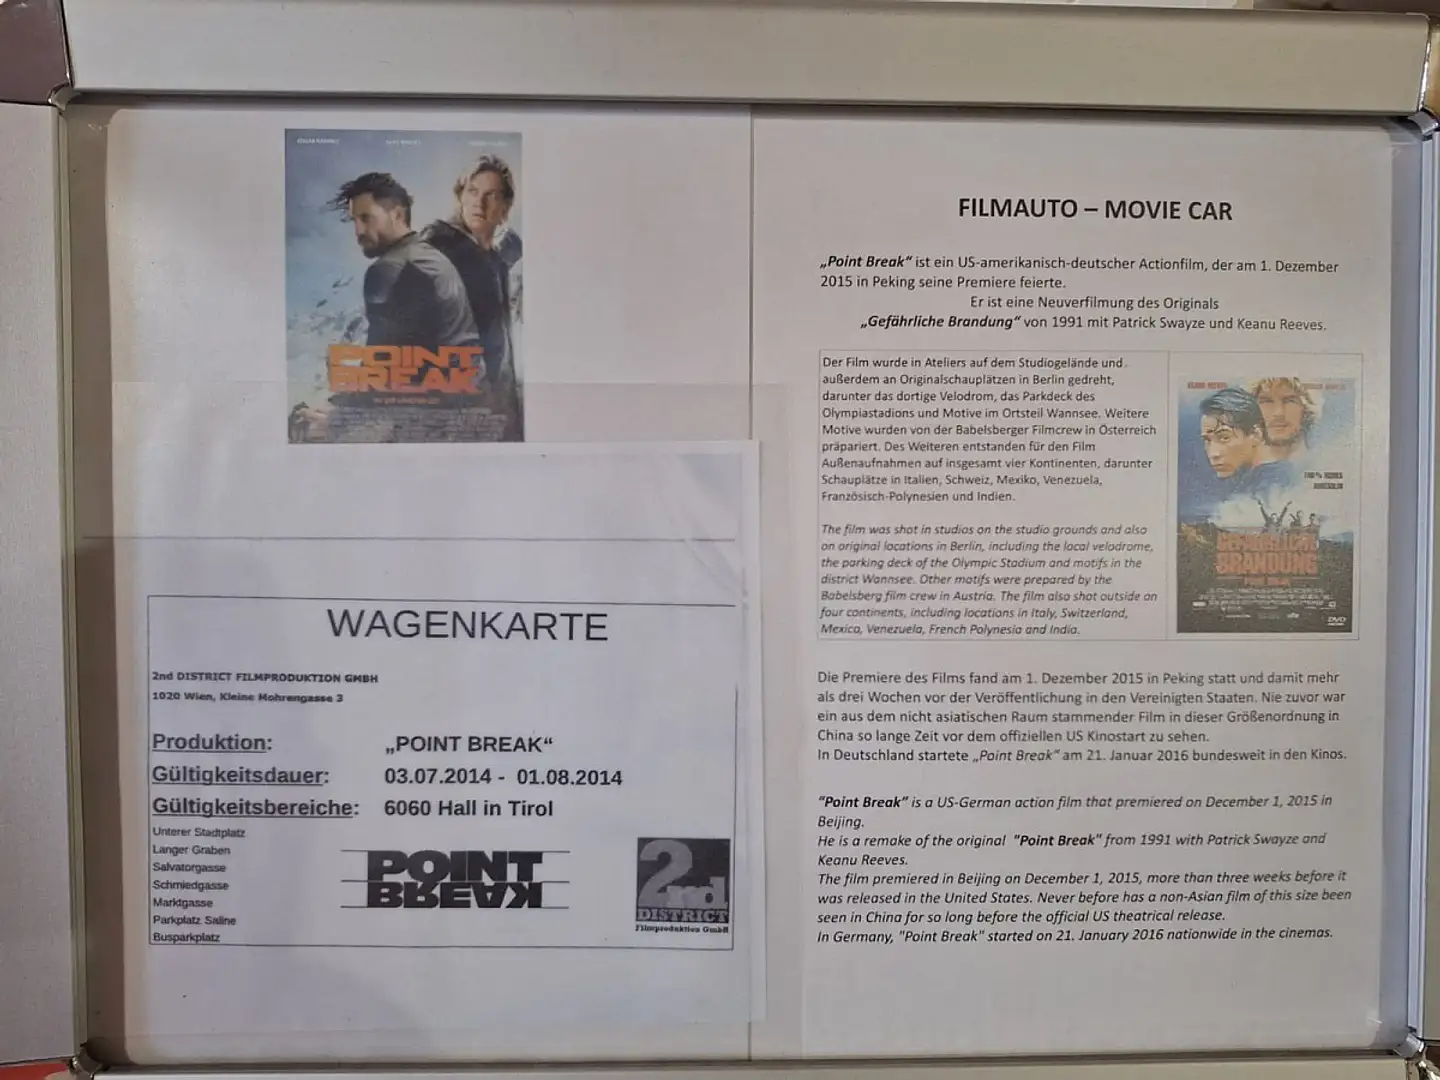 POINT
BREAK
WAGENKARTE
2nd DISTRICT FILMPRODUKTION GMBH
1020 Wien, Kleine Mohrengasse 3
Produktion: „POINT BREAK“
Gültigkeitsdauer: 03.07.2014 - 01.08.2014
Gültigkeitsbereiche: 6060 Hall in Tirol
Unterer Stadtplatz
Langer Graben
Salvatorgasse
Schmiedgasse
Marktgasse
Parkplatz Saline
Busparkplatz
POINT
BREAK
2nd
DISTRICT
Filmproduktion GmbH
FILMAUTO – MOVIE CAR
„Point Break“ ist ein US-amerikanisch-deutscher Actionfilm, der am 1. Dezember
2015 in Peking seine Premiere feierte.
Er ist eine Neuverfilmung des Originals
„Gefährliche Brandung“ von 1991 mit Patrick Swayze und Keanu Reeves.
Der Film wurde in Ateliers auf dem Studiogelände und
außerdem an Originalschauplätzen in Berlin gedreht,
darunter das dortige Velodrom, das Parkdeck des
Olympiastadions und Motive im Ortsteil Wannsee. Weitere
Motive wurden von der Babelsberger Filmcrew in Österreich
präpariert. Des Weiteren entstanden für den Film
Außenaufnahmen auf insgesamt vier Kontinenten, darunter
Schauplätze in Italien, Schweiz, Mexiko, Venezuela,
Französisch-Polynesien und Indien.
The film was shot in studios on the studio grounds and also
on original locations in Berlin, including the local velodrome,
the parking deck of the Olympic Stadium and motifs in the
district Wannsee. Other motifs were prepared by the
Babelsberg film crew in Austria. The film also shot outside on
four continents, including locations in Italy, Switzerland,
Mexico, Venezuela, French Polynesia and India.
100% REINES
ADRENALIN
GEFÄHRLICHE
BRANDUNG
POINT BREAK
DVD
Die Premiere des Films fand am 1. Dezember 2015 in Peking statt und damit mehr
als drei Wochen vor der Veröffentlichung in den Vereinigten Staaten. Nie zuvor war
ein aus dem nicht asiatischen Raum stammender Film in dieser Größenordnung in
China so lange Zeit vor dem offiziellen US Kinostart zu sehen.
In Deutschland startete „Point Break“ am 21. Januar 2016 bundesweit in den Kinos.
"Point Break" is a US-German action film that premiered on December 1, 2015 in
Beijing.
He is a remake of the original "Point Break" from 1991 with Patrick Swayze and
Keanu Reeves.
The film premiered in Beijing on December 1, 2015, more than three weeks before it
was released in the United States. Never before has a non-Asian film of this size been
seen in China for so long before the official US theatrical release.
In Germany, "Point Break" started on 21. January 2016 nationwide in the cinemas.